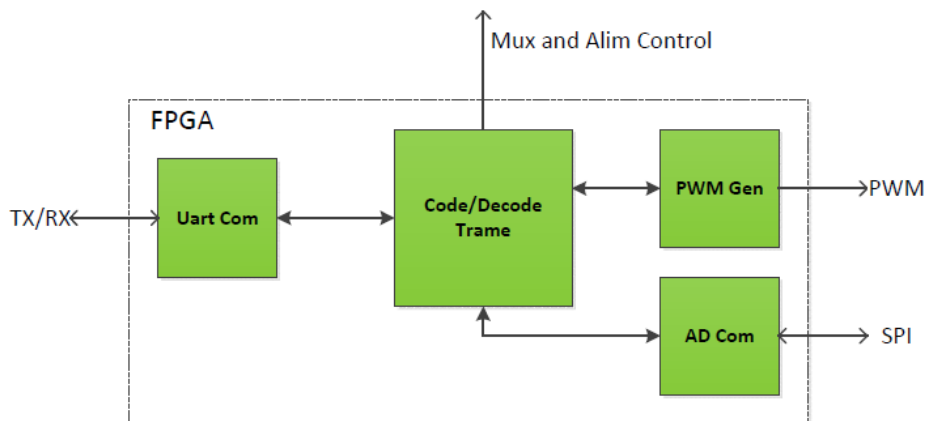 Mux and Alim Control
FPGA
TX/RX
Uart Com
Code/Decode
Trame
PWM Gen
PWM
AD Com
SPI